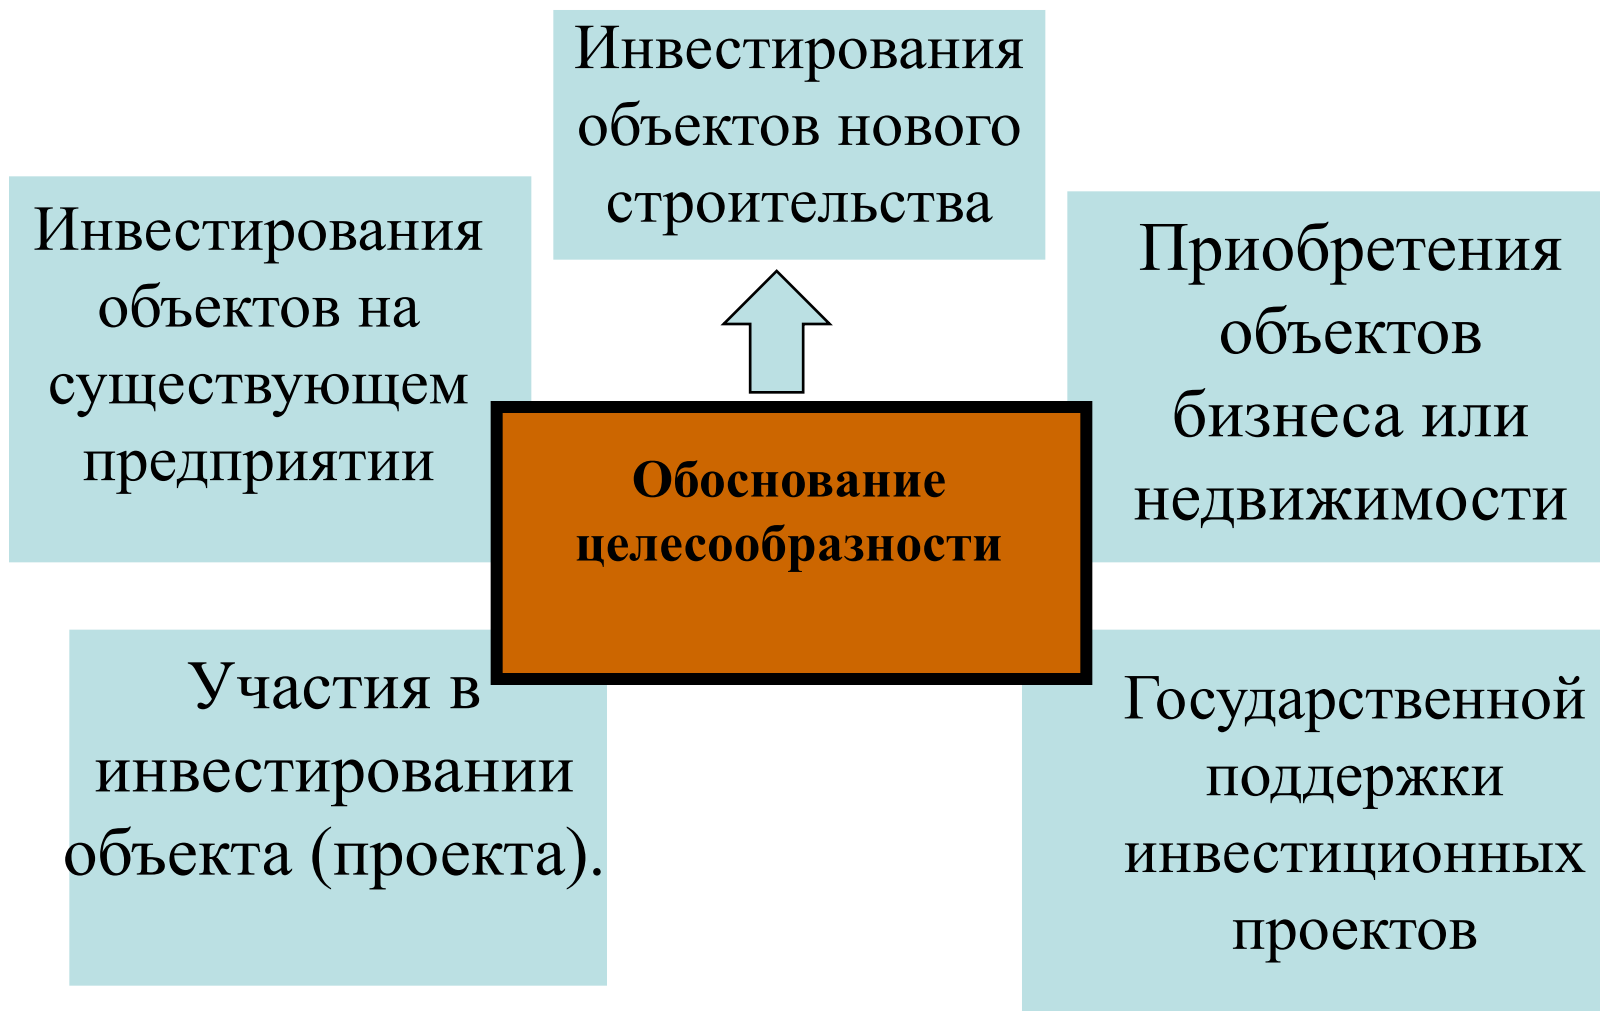 Инвестирования
объектов нового
строительства
Инвестирования
объектов на
существующем
предприятии
Приобретения
объектов
бизнеса или
недвижимости
Обоснование
целесообразности
Участия в
инвестировании
объекта (проекта).
Государственной
поддержки
инвестиционных
проектов